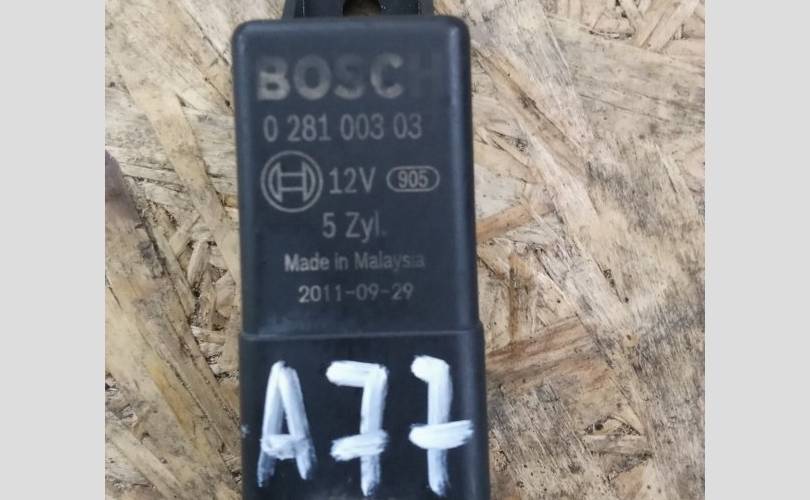 BOSCH
0 281 003 03
12V 905
5 Zyl.
Made in Malaysia
2011-09-29
A77